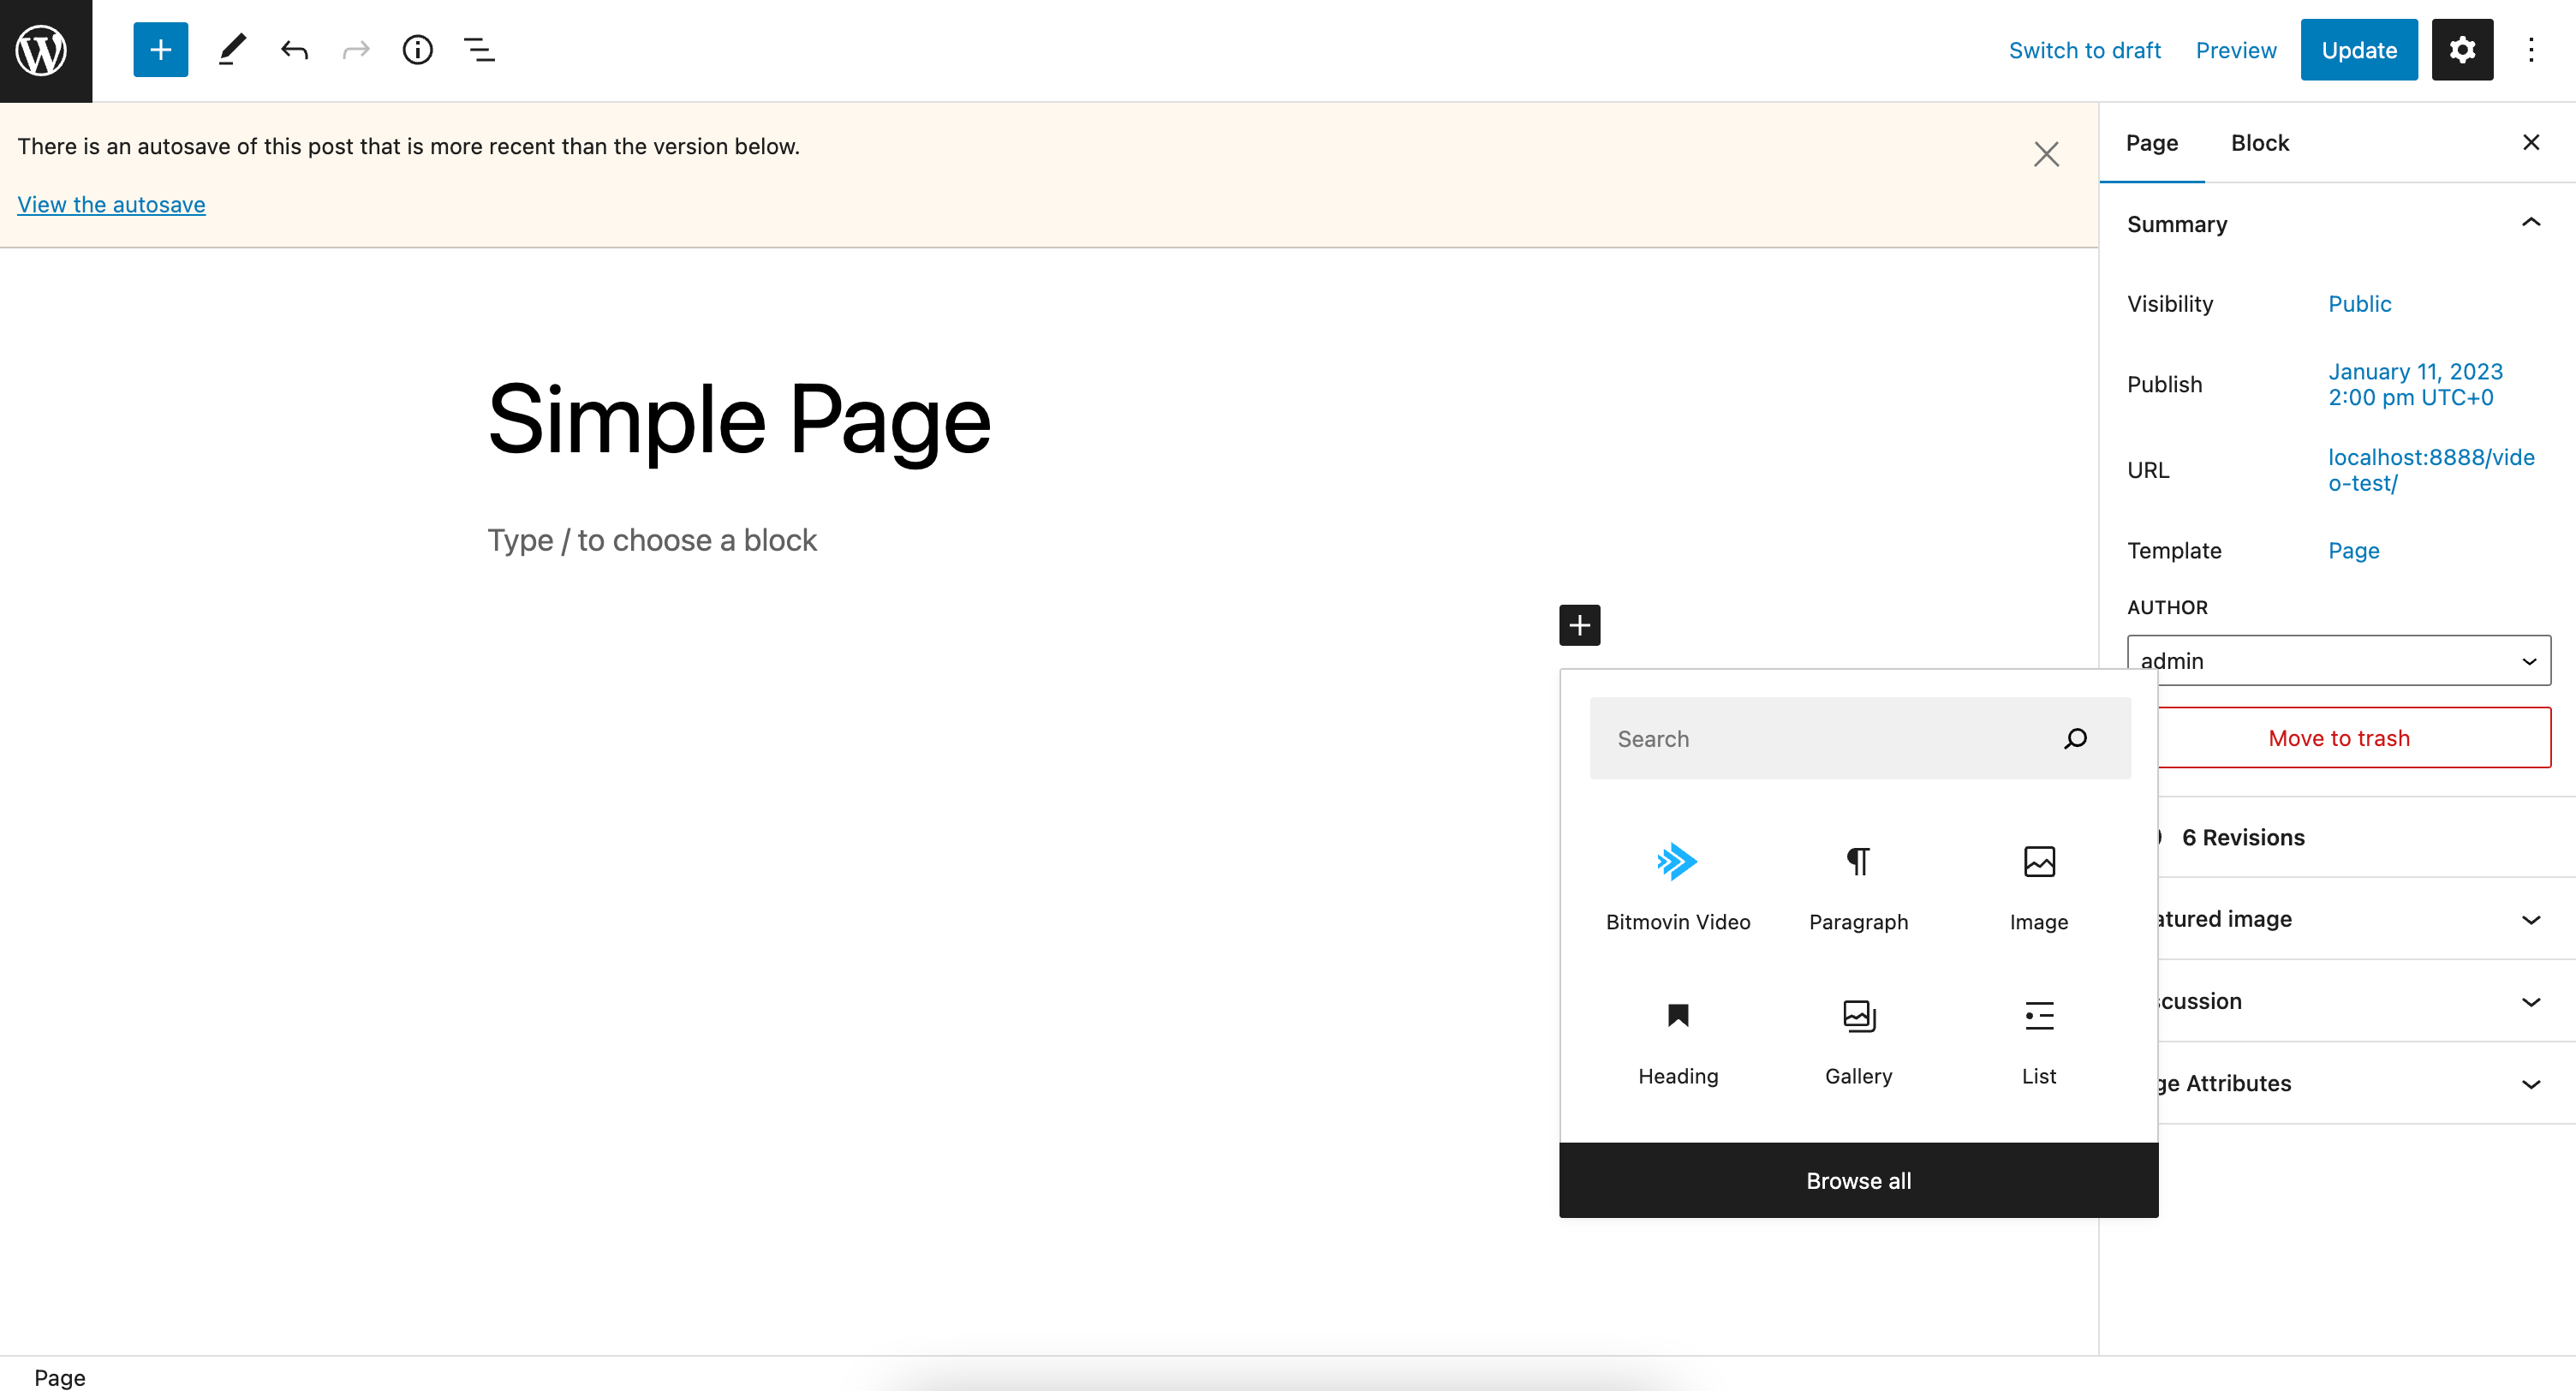 Switch to draft
Preview
Update
There is an autosave of this post that is more recent than the version below.
View the autosave
Simple Page
Type / to choose a block
Search
Bitmovin Video
Paragraph
Image
Heading
Gallery
List
Browse all
Page
Block
Summary
Visibility
Public
Publish
January 11, 2023
2:00 pm UTC+0
URL
localhost:8888/vide
o-test/
Template
Page
AUTHOR
admin
Move to trash
6 Revisions
atured image
scussion
ge Attributes
Page